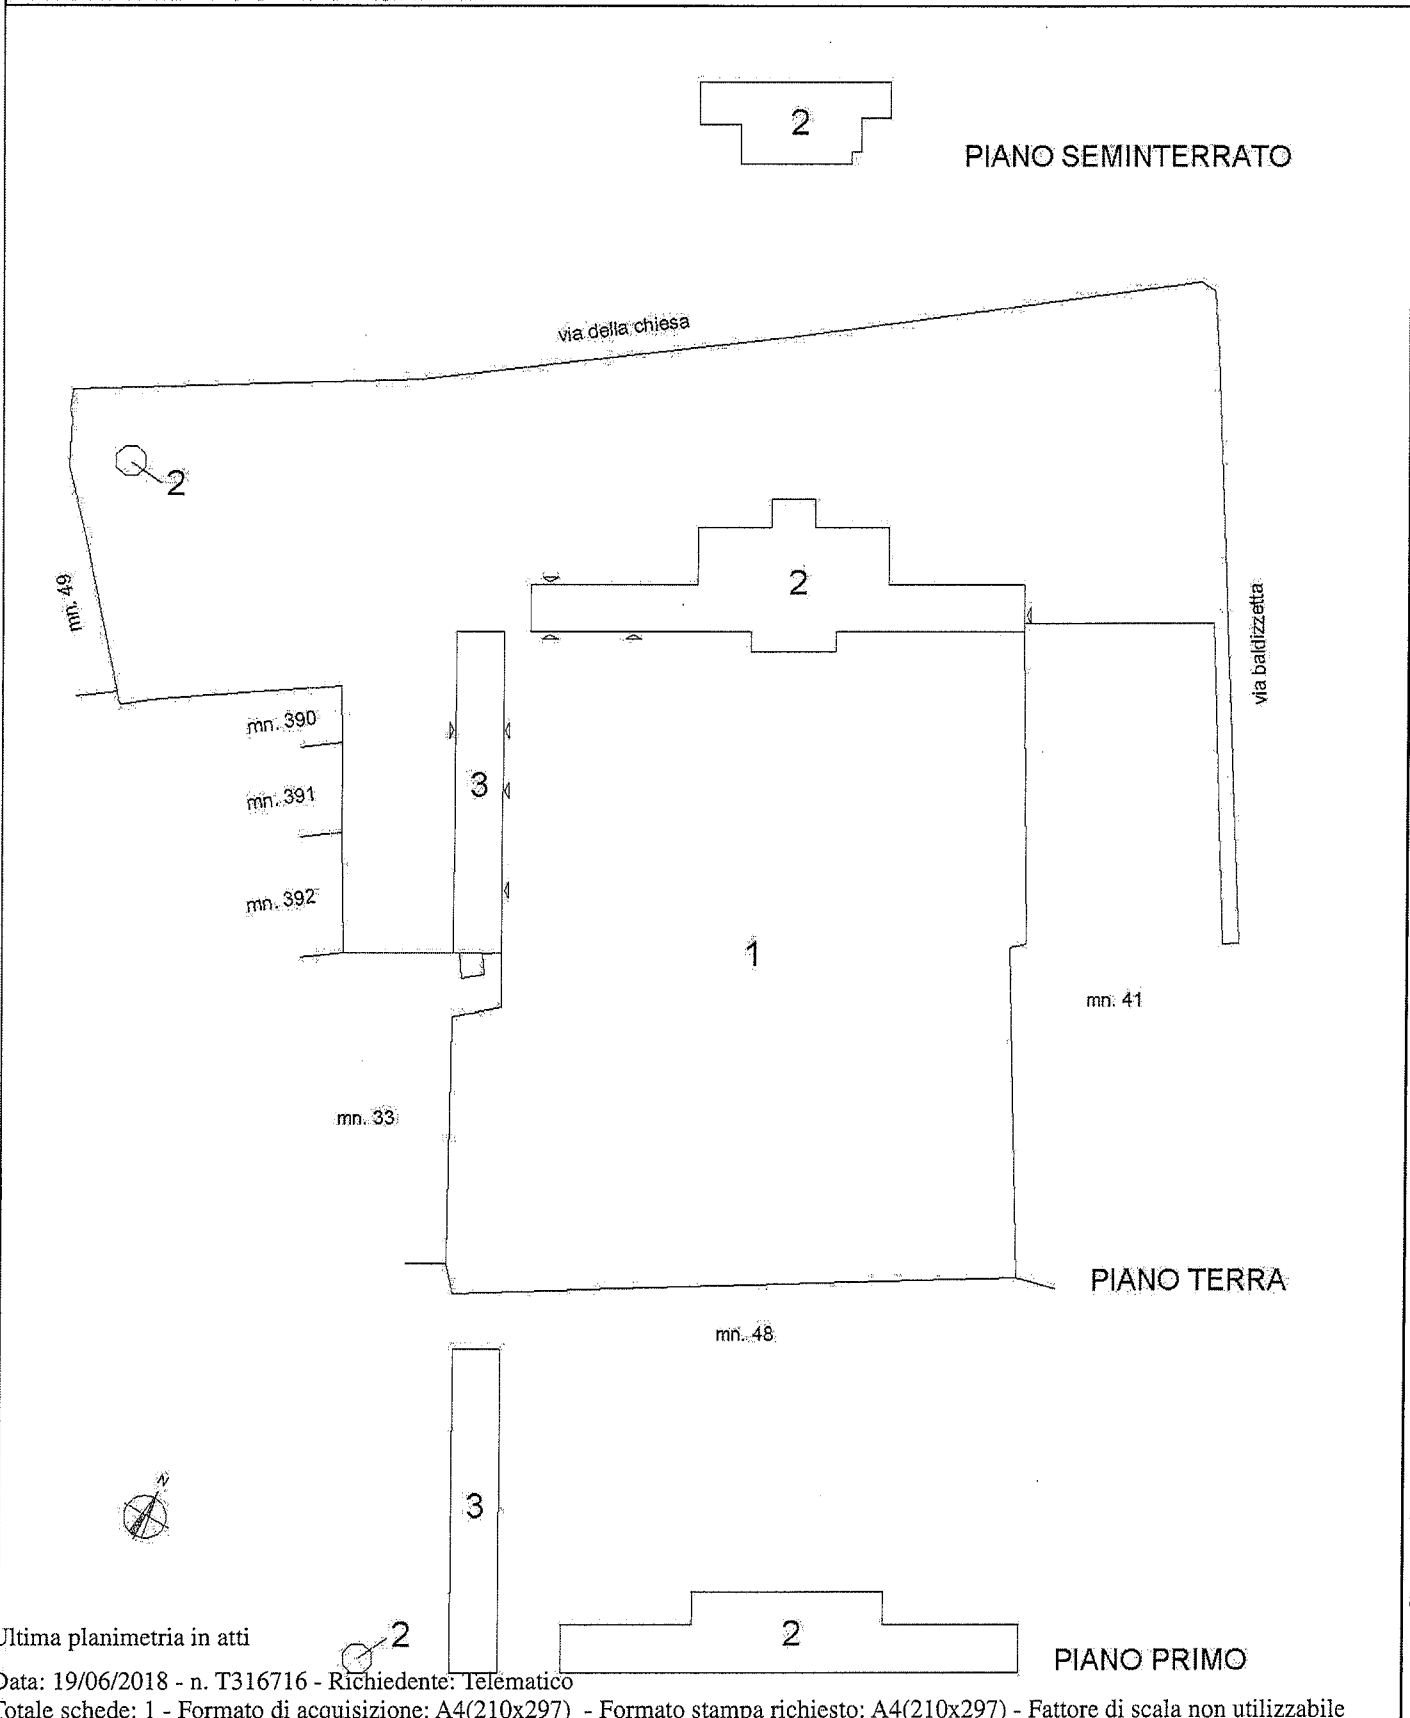 2
PIANO SEMINTERRATO
via della chiesa
2
mn. 49
2
via baldizzetta
mn. 390
3
mn. 391
mn. 392
1
mn. 41
mn. 33
PIANO TERRA
mn. 48
N
3
2
2
PIANO PRIMO
Ultima planimetria in atti
Data: 19/06/2018 - n. T316716 - Richiedente: Telematico
Totale schede: 1 - Formato di acquisizione: A4(210x297) - Formato stampa richiesto: A4(210x297) - Fattore di scala non utilizzabile